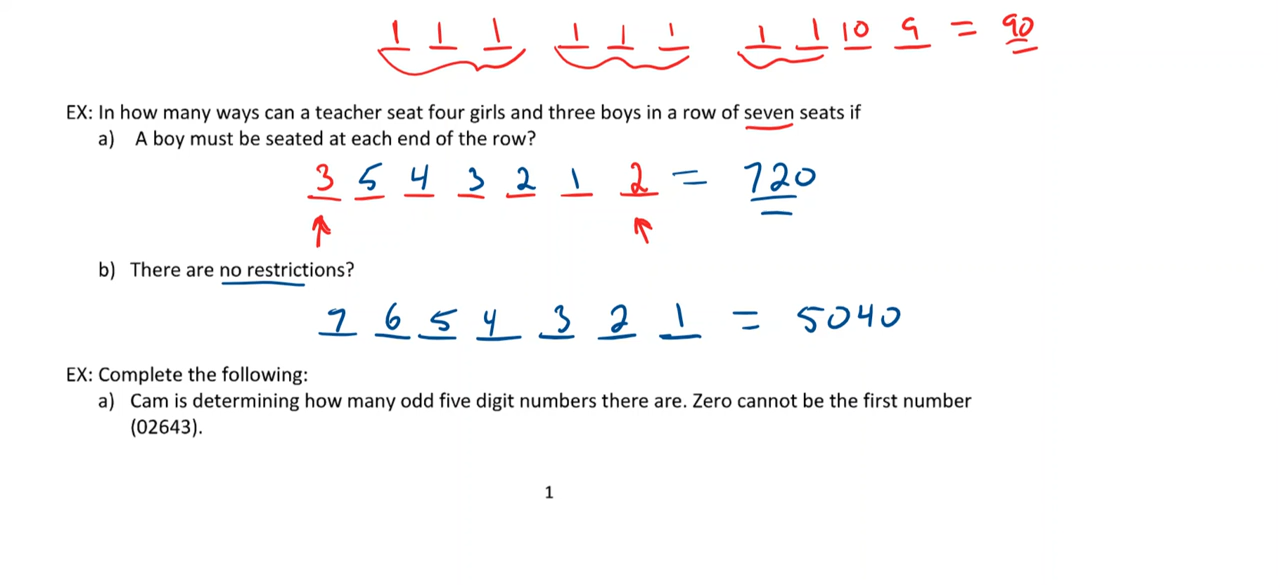 1 1 1 1 1 1 1 1 10 9 = 90
EX: In how many ways can a teacher seat four girls and three boys in a row of seven seats if
a) A boy must be seated at each end of the row?
3 5 4 3 2 1 2 = 720
b) There are no restrictions?
7 6 5 4 3 2 1 = 5040
EX: Complete the following:
a) Cam is determining how many odd five digit numbers there are. Zero cannot be the first number
(02643).
1